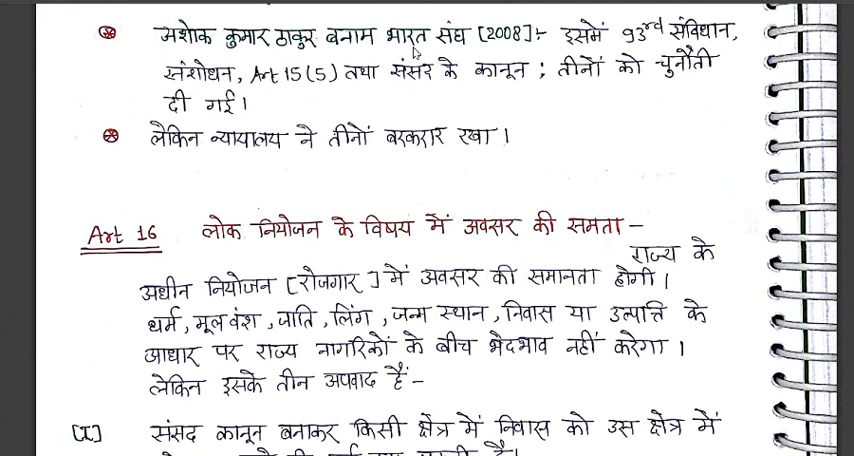 अशोक कुमार ठाकुर बनाम भारत संघ [2008]:- इसमें 93rd संविधान,
संशोधन, Art 15(5) तथा संसद के कानून ; तीनों को चुनौती
दी गई।
लेकिन न्यायालय ने तीनों बरकरार रखा।
Art 16 लोक नियोजन के विषय में अवसर की समता –
राज्य के
अधीन नियोजन [रोजगार] में अवसर की समानता होगी।
धर्म, मूलवंश, जाति, लिंग, जन्म स्थान, निवास या उत्पत्ति के
आधार पर राज्य नागरिकों के बीच भेदभाव नहीं करेगा।
लेकिन इसके तीन अपवाद हैं-
[I] संसद कानून बनाकर किसी क्षेत्र में निवास को उस क्षेत्र में